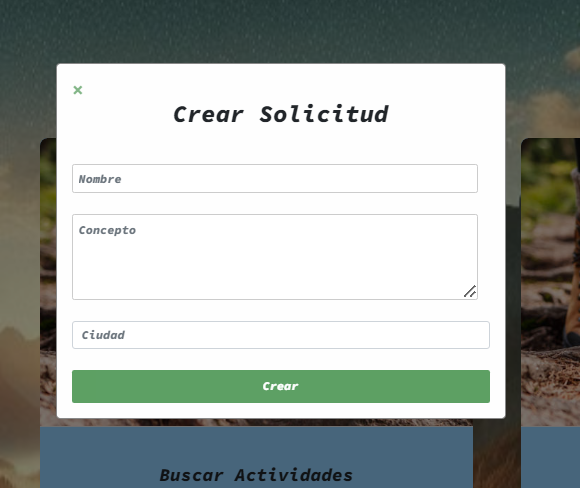 ×
Crear Solicitud
Nombre
Concepto
Ciudad
Crear
Buscar Actividades